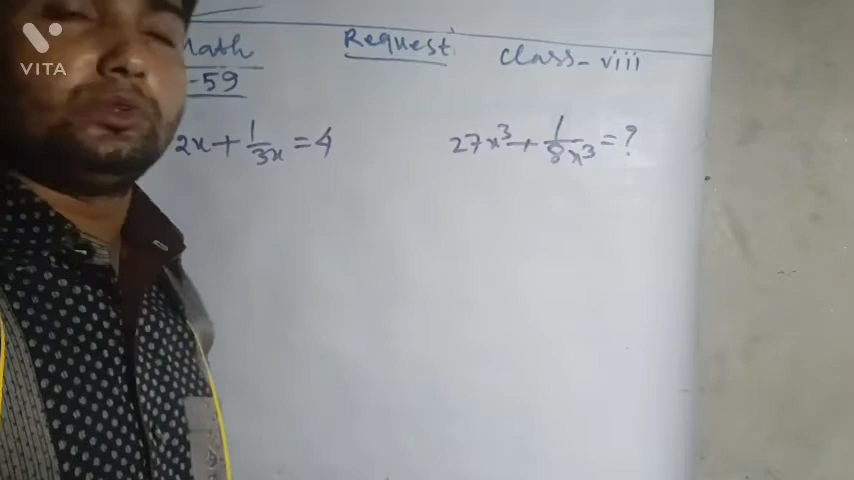 VITA
Math Request. Class-viii
-59
2x + 1/3x = 4 27x³ + 1/8x³ = ?